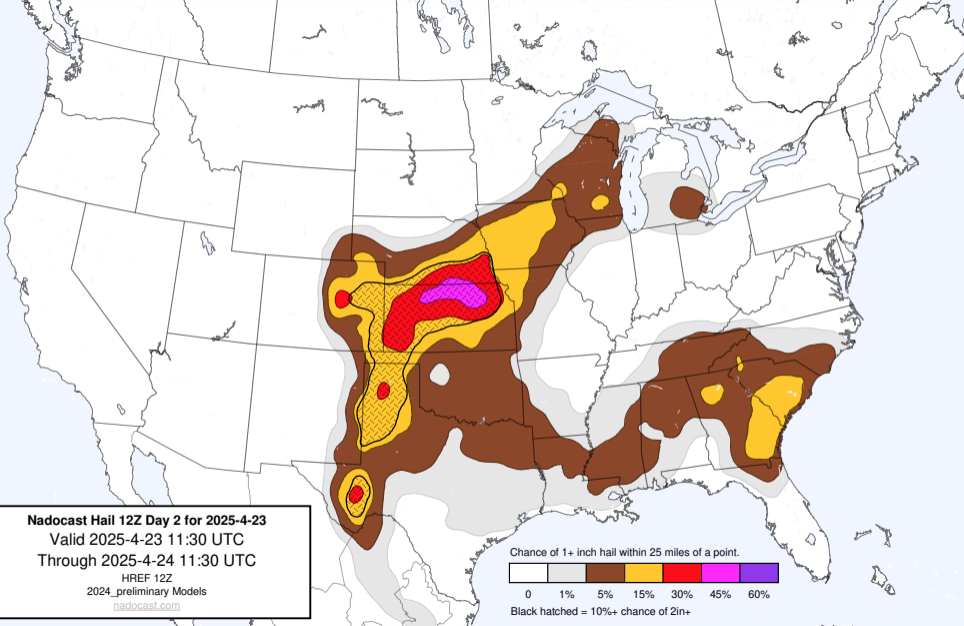 Nadocast Hail 12Z Day 2 for 2025-4-23
Valid 2025-4-23 11:30 UTC
Through 2025-4-24 11:30 UTC
HREF 12Z
2024_preliminary Models
nadocast.com
Chance of 1+ inch hail within 25 miles of a point.
0 1% 5% 15% 30% 45% 60%
Black hatched = 10%+ chance of 2in+